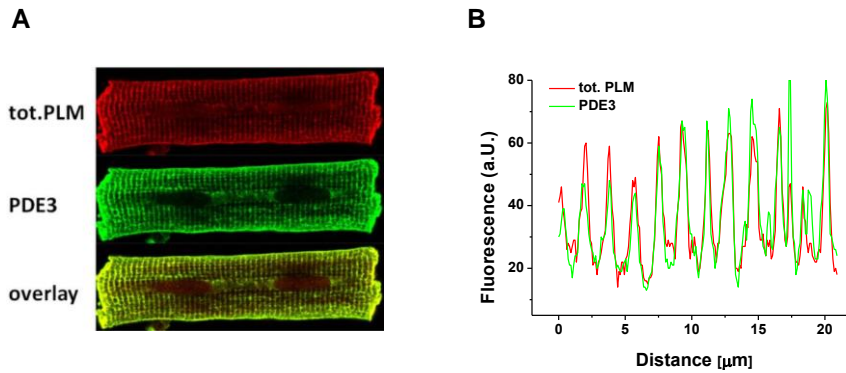 A
tot.PLM
PDE3
overlay
B
Fluorescence (a.U.)
80
60
40
20
tot. PLM
PDE3
0 5 10 15 20
Distance [µm]